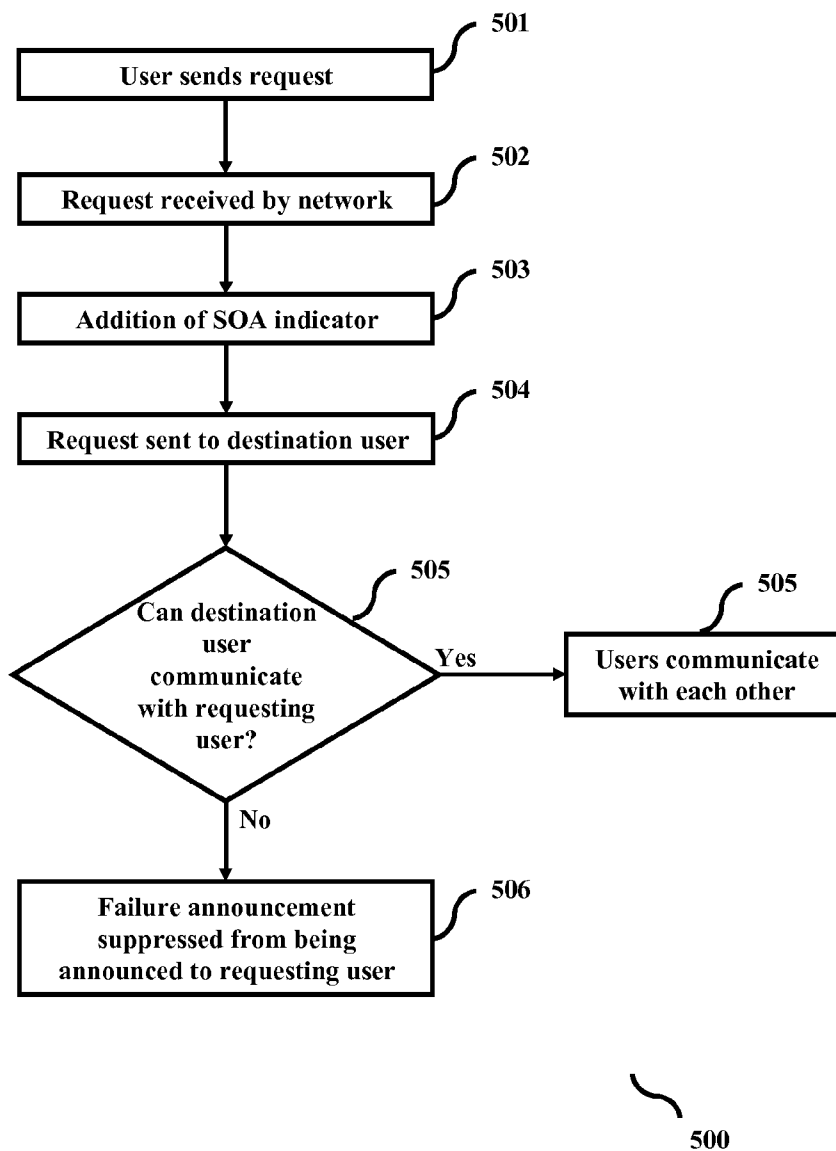 501
User sends request
502
Request received by network
503
Addition of SOA indicator
504
Request sent to destination user
505
Can destination
user
communicate
with requesting
user?
Yes
505
Users communicate
with each other
No
506
Failure announcement
suppressed from being
announced to requesting user
500